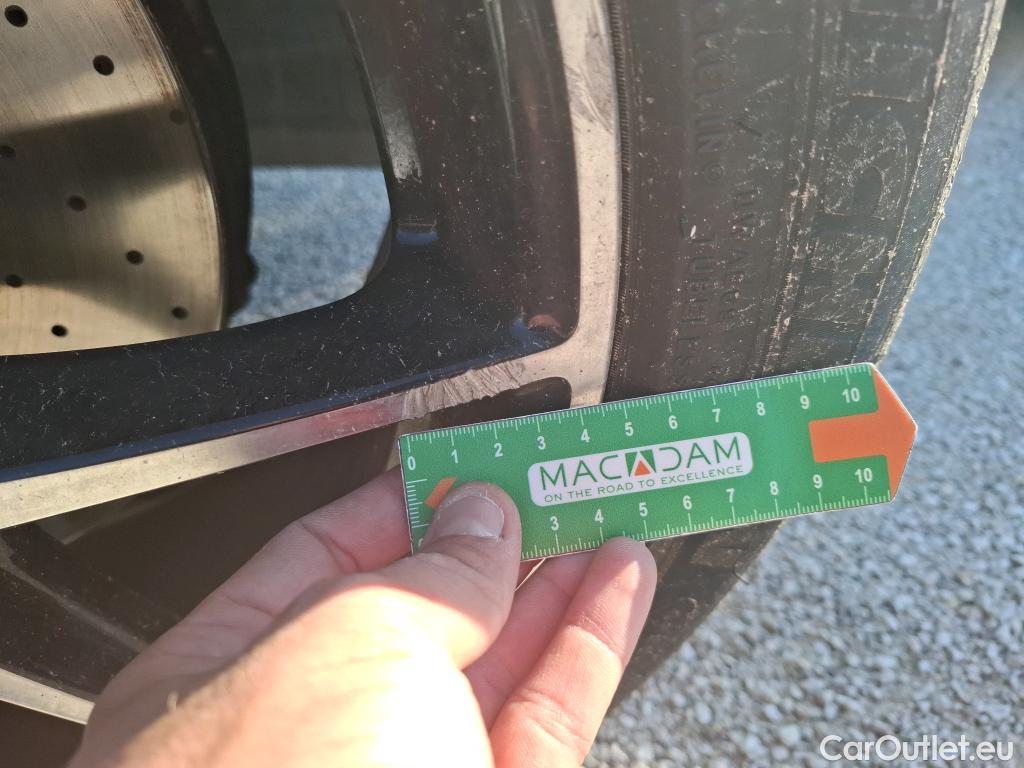 TUBELESS
0 1 2 3 4 5 6 7 8 9 10
MACADAM
ON THE ROAD TO EXCELLENCE
3 4 5 6 7 8 9 10
CarOutlet.eu